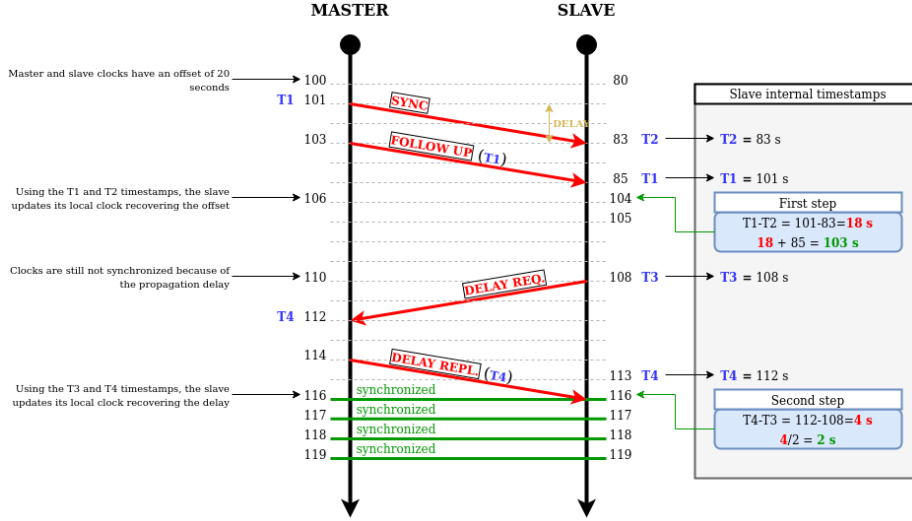 MASTER
SLAVE
Master and slave clocks have an offset of 20
seconds
100
80
T1
101
SYNC
DELAY
Slave internal timestamps
103
FOLLOW UP
(T1)
83
T2
T2 = 83 s
85
T1
T1 = 101 s
Using the T1 and T2 timestamps, the slave
updates its local clock recovering the offset
106
104
105
First step
T1-T2 = 101-83=18 s
18 + 85 = 103 s
Clocks are still not synchronized because of
the propagation delay
110
DELAY REQ.
108
T3
T3 = 108 s
T4
112
114
DELAY REPL.
(T4)
113
T4
T4 = 112 s
Using the T3 and T4 timestamps, the slave
updates its local clock recovering the delay
116
synchronized
116
117
synchronized
117
118
synchronized
118
119
synchronized
119
Second step
T4-T3 = 112-108=4 s
4/2 = 2 s